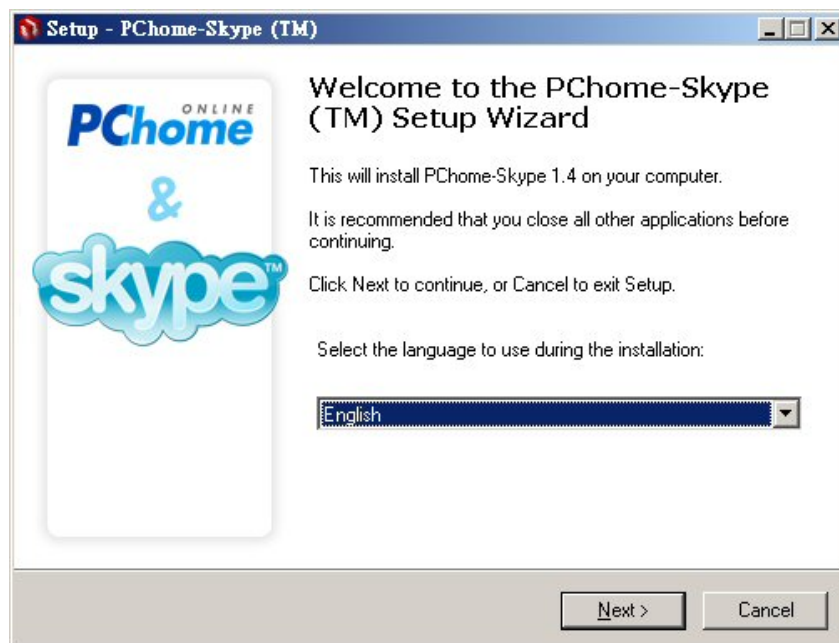 Setup - PChome-Skype (TM)
ONLINE
PChome
&
skype™
Welcome to the PChome-Skype
(TM) Setup Wizard
This will install PChome-Skype 1.4 on your computer.
It is recommended that you close all other applications before
continuing.
Click Next to continue, or Cancel to exit Setup.
Select the language to use during the installation:
English
Next >
Cancel